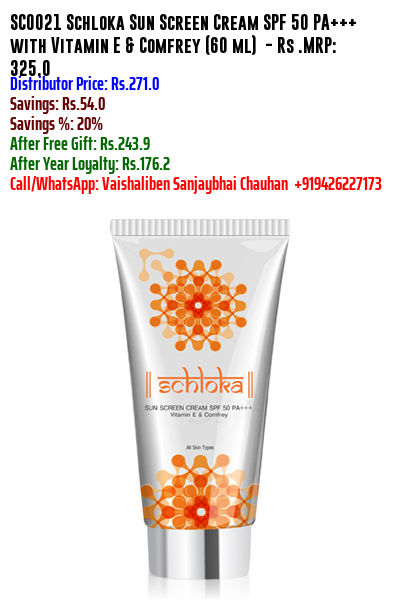 SC0021 Schloka Sun Screen Cream SPF 50 PA+++
with Vitamin E & Comfrey (60 ml) - Rs .MRP:
325.0
Distributor Price: Rs.271.0
Savings: Rs.54.0
Savings %: 20%
After Free Gift: Rs.243.9
After Year Loyalty: Rs.176.2
Call/WhatsApp: Vaishaliben Sanjaybhai Chauhan +919426227173
|| schloka ||
SUN SCREEN CREAM SPF 50 PA+++
Vitamin E & Comfrey
All Skin Types